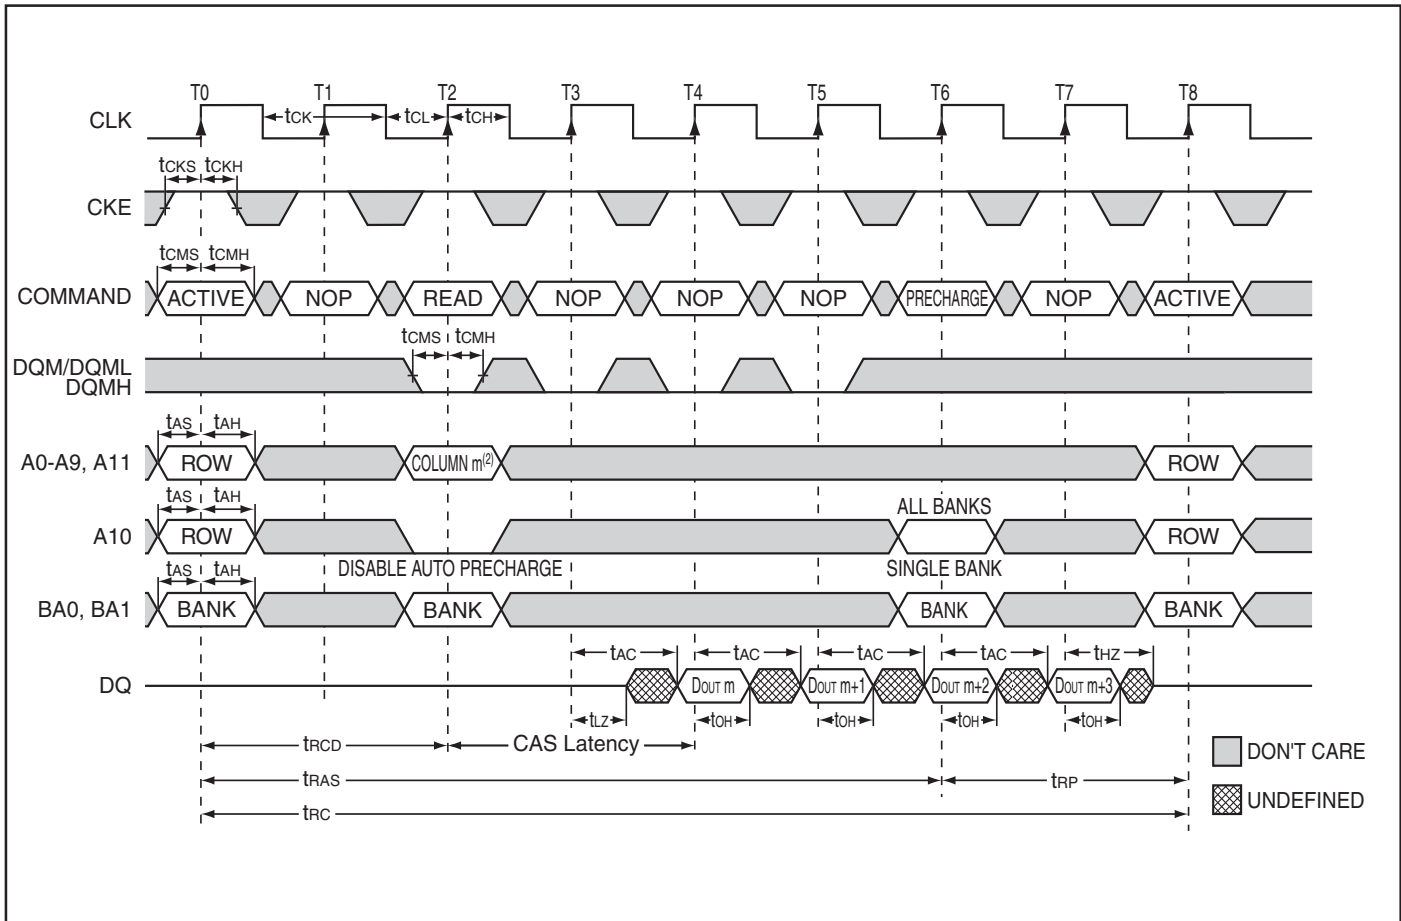 T0 T1 T2 T3 T4 T5 T6 T7 T8
CLK tCK tCL tCH
tCKS tCKH
CKE
tCMS tCMH
COMMAND ACTIVE NOP READ NOP NOP NOP PRECHARGE NOP ACTIVE
tCMS tCMH
DQM/DQML
DQMH
tAS tAH
A0-A9, A11 ROW COLUMN m(2) ROW
tAS tAH ALL BANKS
A10 ROW ROW
DISABLE AUTO PRECHARGE SINGLE BANK
tAS tAH
BA0, BA1 BANK BANK BANK BANK
tAC tAC tAC tAC tHZ
DQ DOUT m DOUT m+1 DOUT m+2 DOUT m+3
tLZ tOH tOH tOH tOH
tRCD CAS Latency
DON'T CARE
tRAS tRP
UNDEFINED
tRC